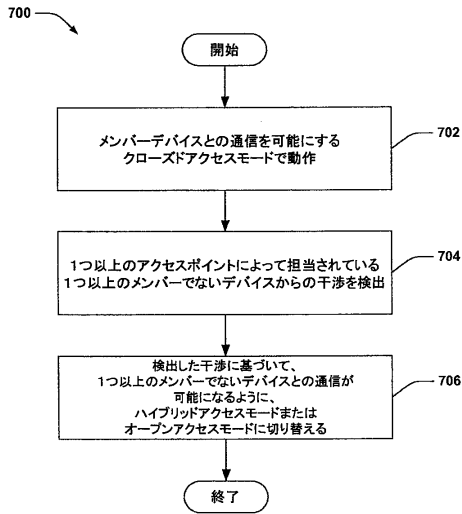 700
開始
メンバーデバイスとの通信を可能にする
クローズドアクセスモードで動作
702
1つ以上のアクセスポイントによって担当されている
1つ以上のメンバーでないデバイスからの干渉を検出
704
検出した干渉に基づいて、
1つ以上のメンバーでないデバイスとの通信が
可能になるように、
ハイブリッドアクセスモードまたは
オープンアクセスモードに切り替える
706
終了